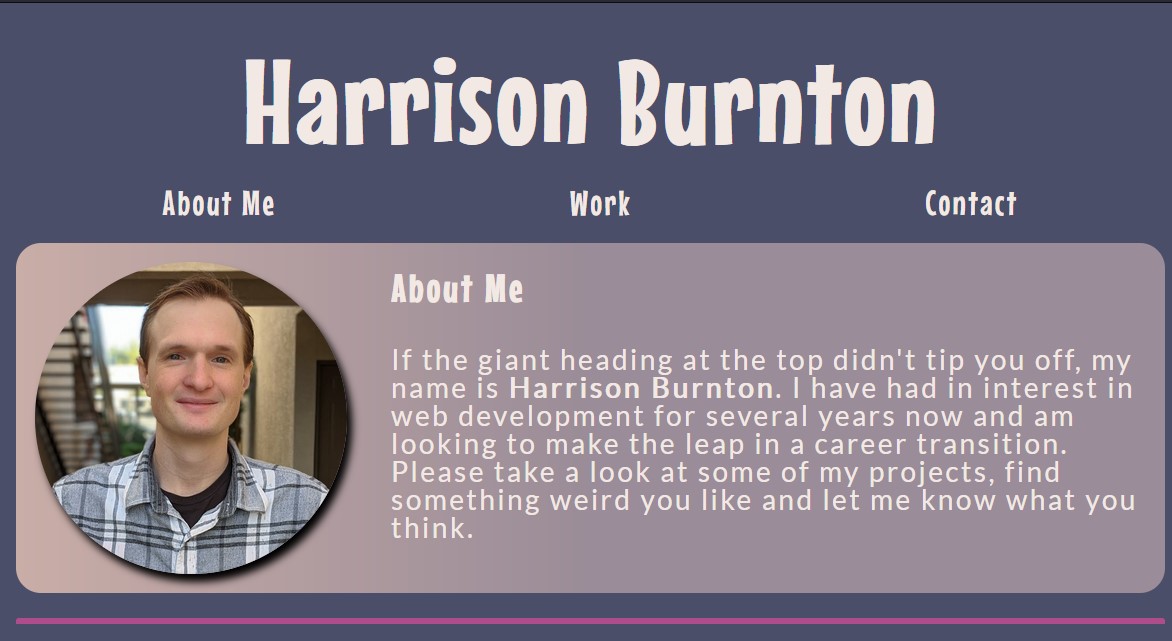 Harrison Burnton
About Me Work Contact
About Me
If the giant heading at the top didn't tip you off, my
name is Harrison Burnton. I have had in interest in
web development for several years now and am
looking to make the leap in a career transition.
Please take a look at some of my projects, find
something weird you like and let me know what you
think.